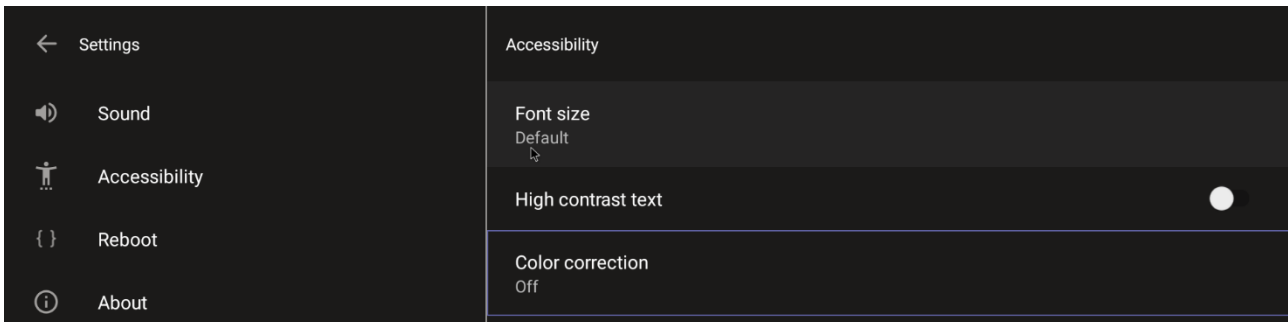 Settings
Sound
Accessibility
{ } Reboot
About
Accessibility
Font size
Default
High contrast text
Color correction
Off